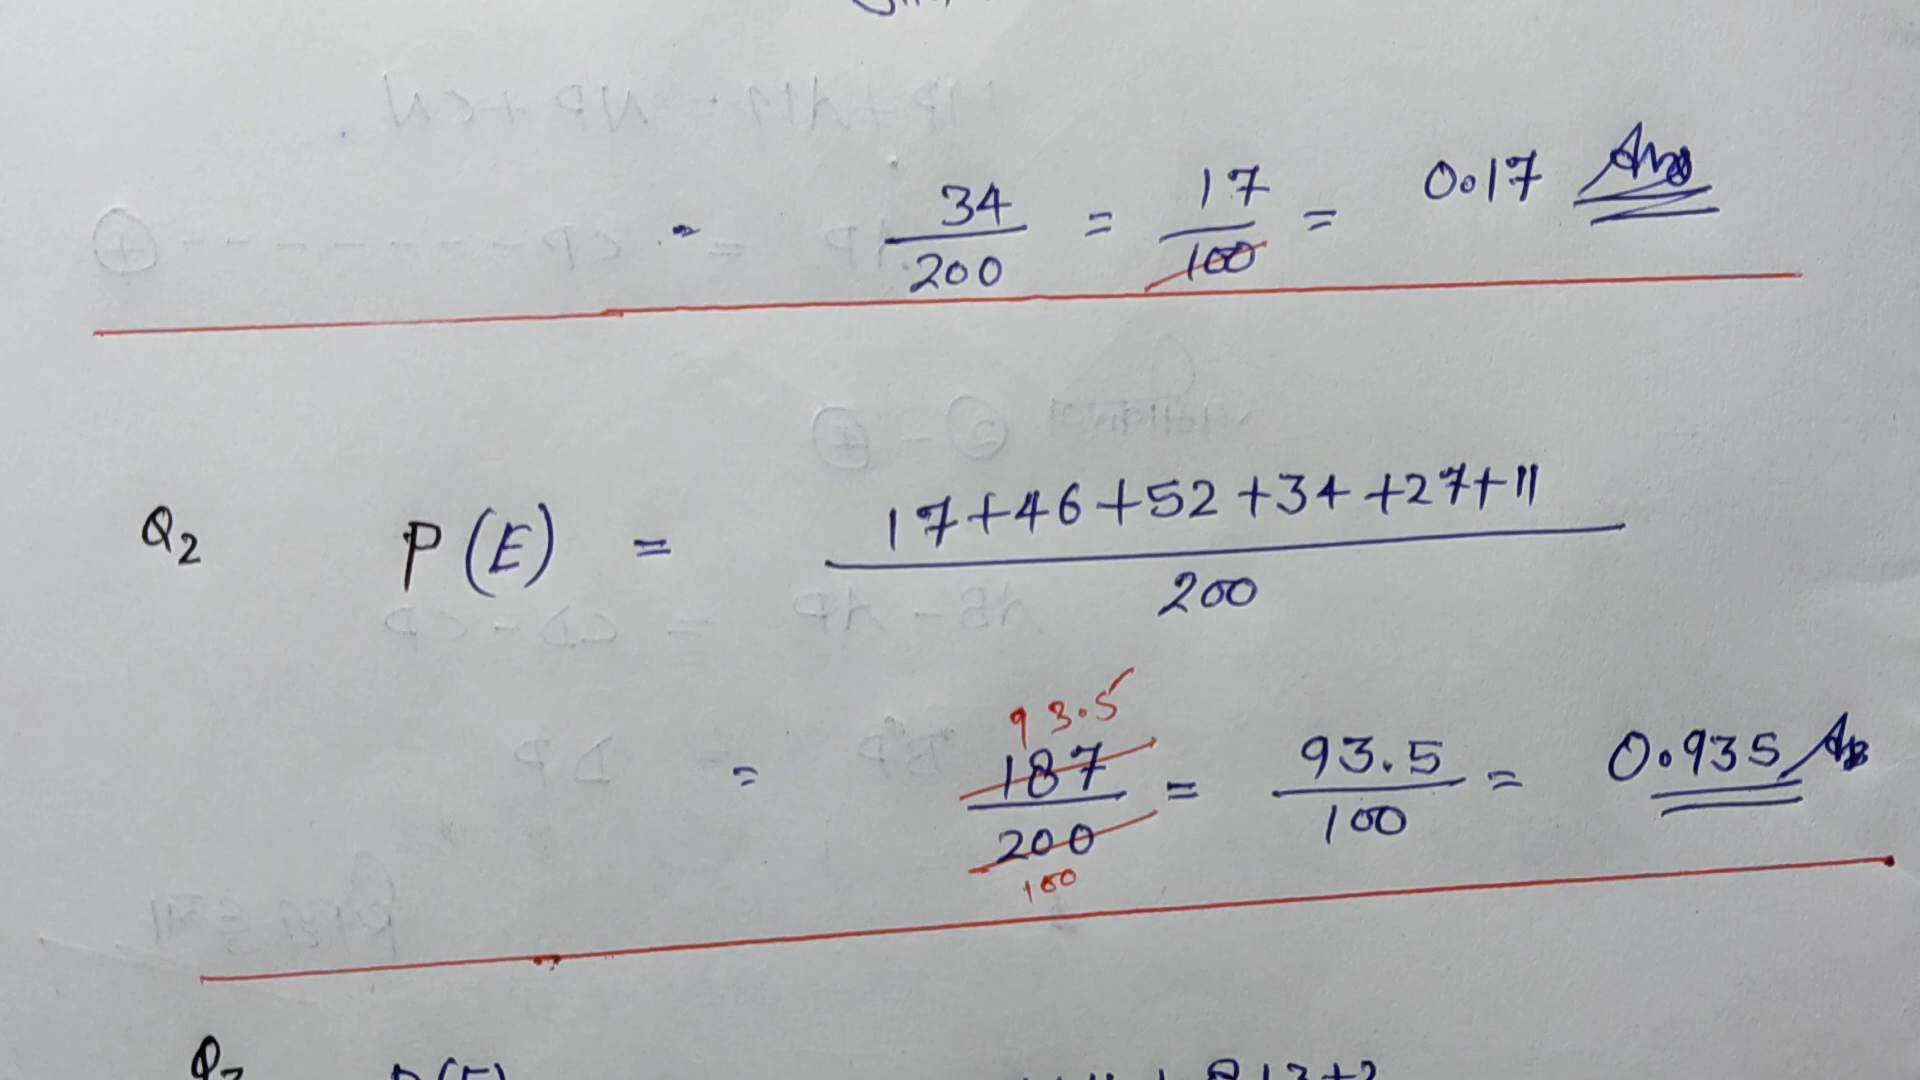 = 34/200 = 17/100 = 0.17 Ans
Q2 P(E) = 17+46+52+34+27+11
200
93.5
= 187/200 = 93.5/100 = 0.935 Ans
100